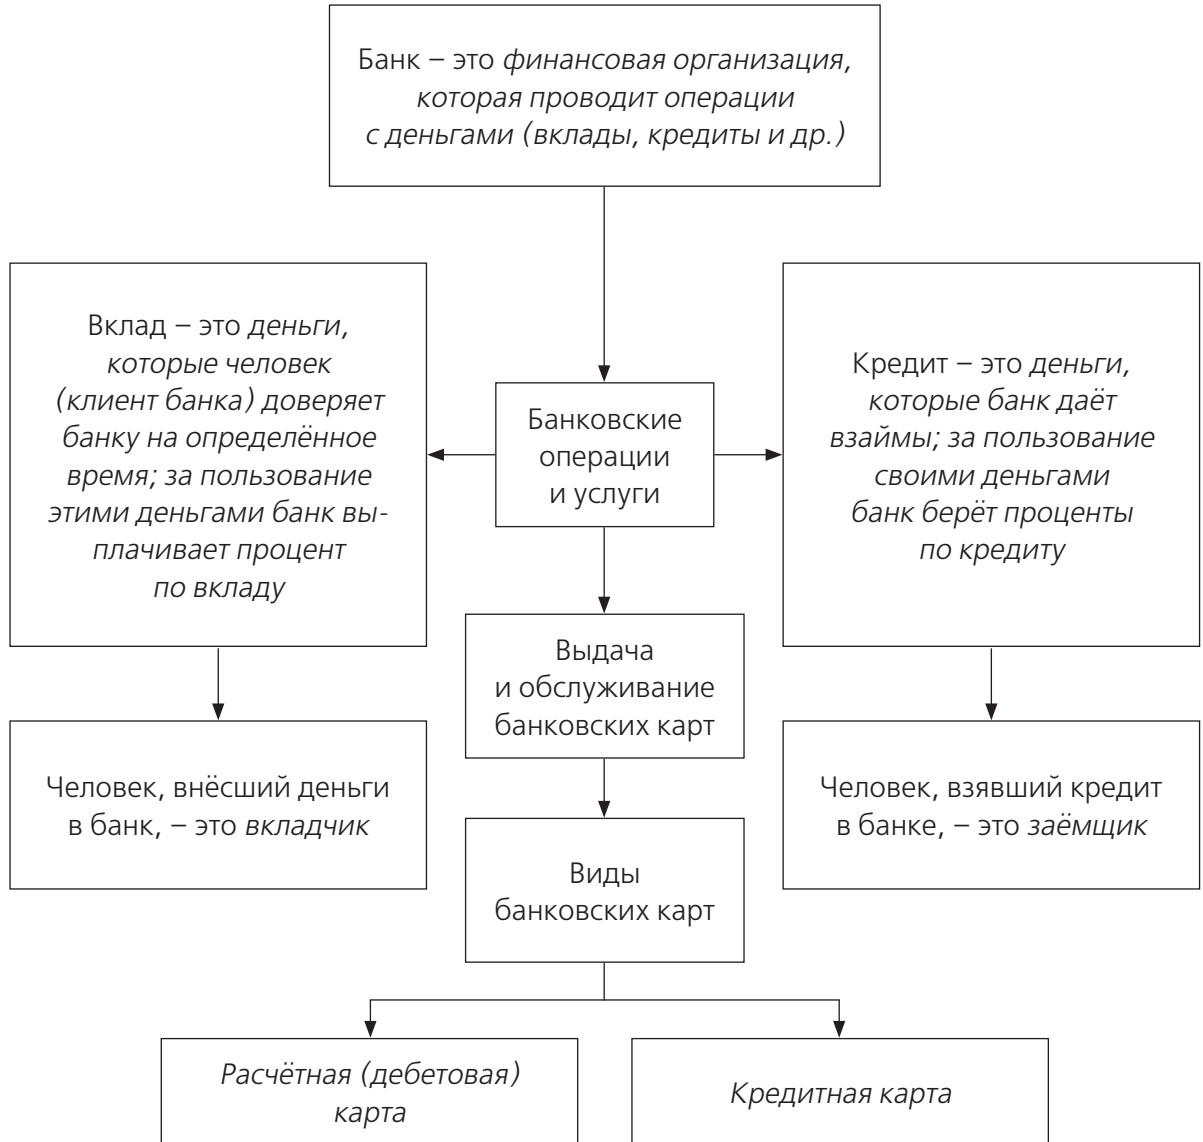 Банк – это финансовая организация,
которая проводит операции
с деньгами (вклады, кредиты и др.)
Вклад – это деньги,
которые человек
(клиент банка) доверяет
банку на определённое
время; за пользование
этими деньгами банк вы-
плачивает процент
по вкладу
Банковские
операции
и услуги
Кредит – это деньги,
которые банк даёт
взаймы; за пользование
своими деньгами
банк берёт проценты
по кредиту
Выдача
и обслуживание
банковских карт
Человек, внёсший деньги
в банк, – это вкладчик
Человек, взявший кредит
в банке, – это заёмщик
Виды
банковских карт
Расчётная (дебетовая)
карта
Кредитная карта